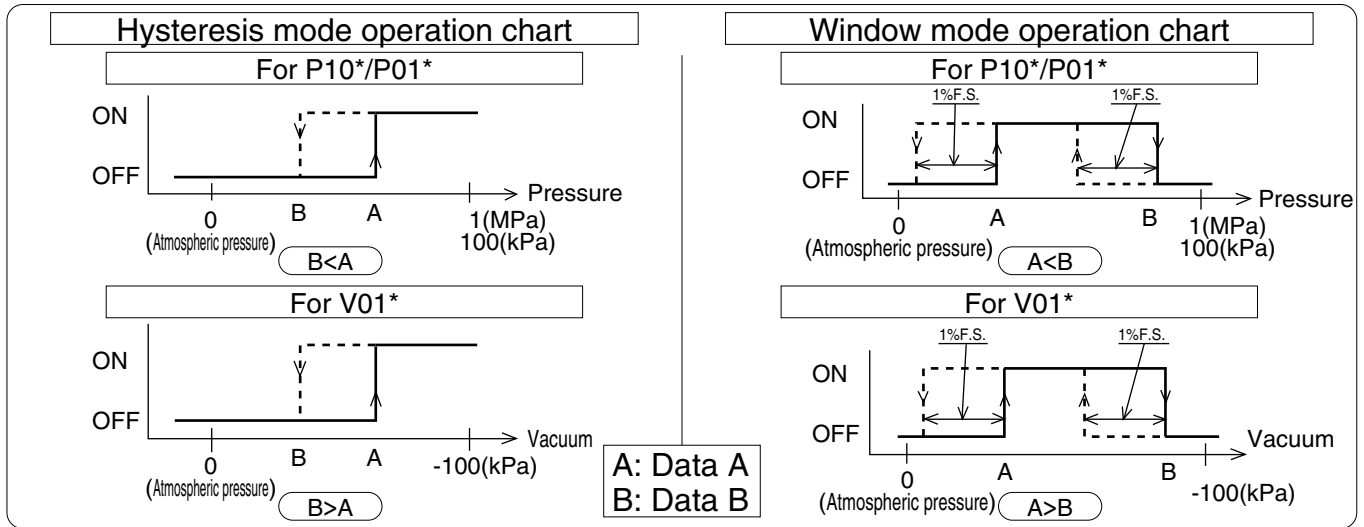 Hysteresis mode operation chart
For P10*/P01*
ON
OFF
Pressure
0
B
A
1(MPa)
(Atmospheric pressure)
100(kPa)
B<A
For V01*
ON
OFF
Vacuum
0
B
A
-100(kPa)
(Atmospheric pressure)
B>A
A: Data A
B: Data B
Window mode operation chart
For P10*/P01*
1%F.S.
1%F.S.
ON
OFF
Pressure
0
A
B
1(MPa)
(Atmospheric pressure)
100(kPa)
A<B
For V01*
1%F.S.
1%F.S.
ON
OFF
Vacuum
0
A
B
-100(kPa)
(Atmospheric pressure)
A>B